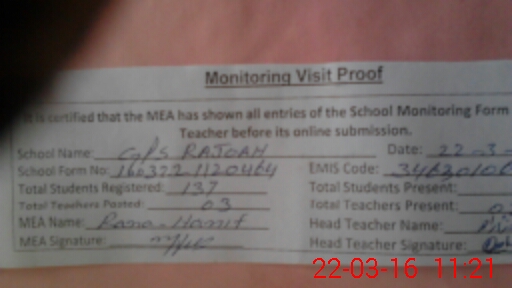 Monitoring Visit Proof
It is certified that the MEA has shown all entries of the School Monitoring Form
Teacher before its online submission.
School Name: GPS RAJOAH Date: 22-3-
School Form No: EMIS Code:
Total Students Registered: 137 Total Students Present:
Total Teachers Posted: 03 Total Teachers Present:
MEA Name: Rana Hanif Head Teacher Name:
MEA Signature: Head Teacher Signature:
22-03-16 11:21